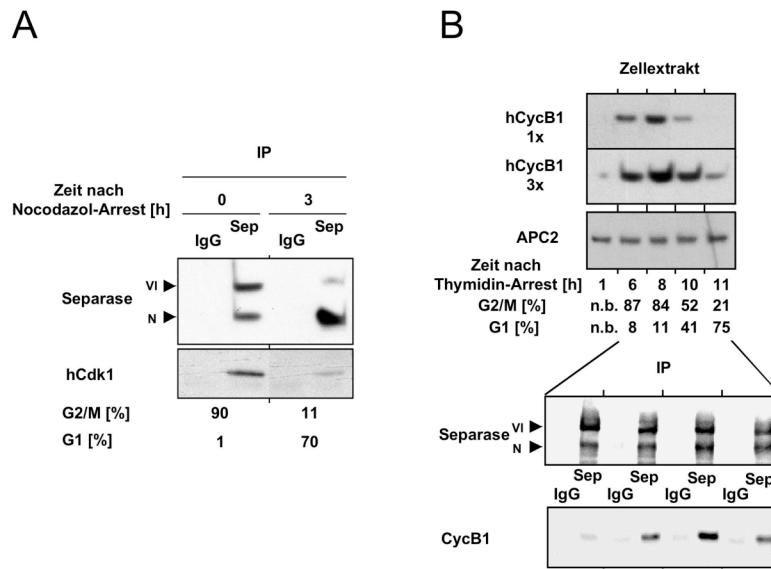 A
IP
Zeit nach
Nocodazol-Arrest [h]
0 3
IgG Sep IgG Sep
Separase
VI
N
hCdk1
G2/M [%] 90 11
G1 [%] 1 70
B
Zellextrakt
hCycB1
1x
hCycB1
3x
APC2
Zeit nach
Thymidin-Arrest [h] 1 6 8 10 11
G2/M [%] n.b. 87 84 52 21
G1 [%] n.b. 8 11 41 75
IP
Separase
VI
N
IgG Sep IgG Sep IgG Sep IgG Sep
CycB1